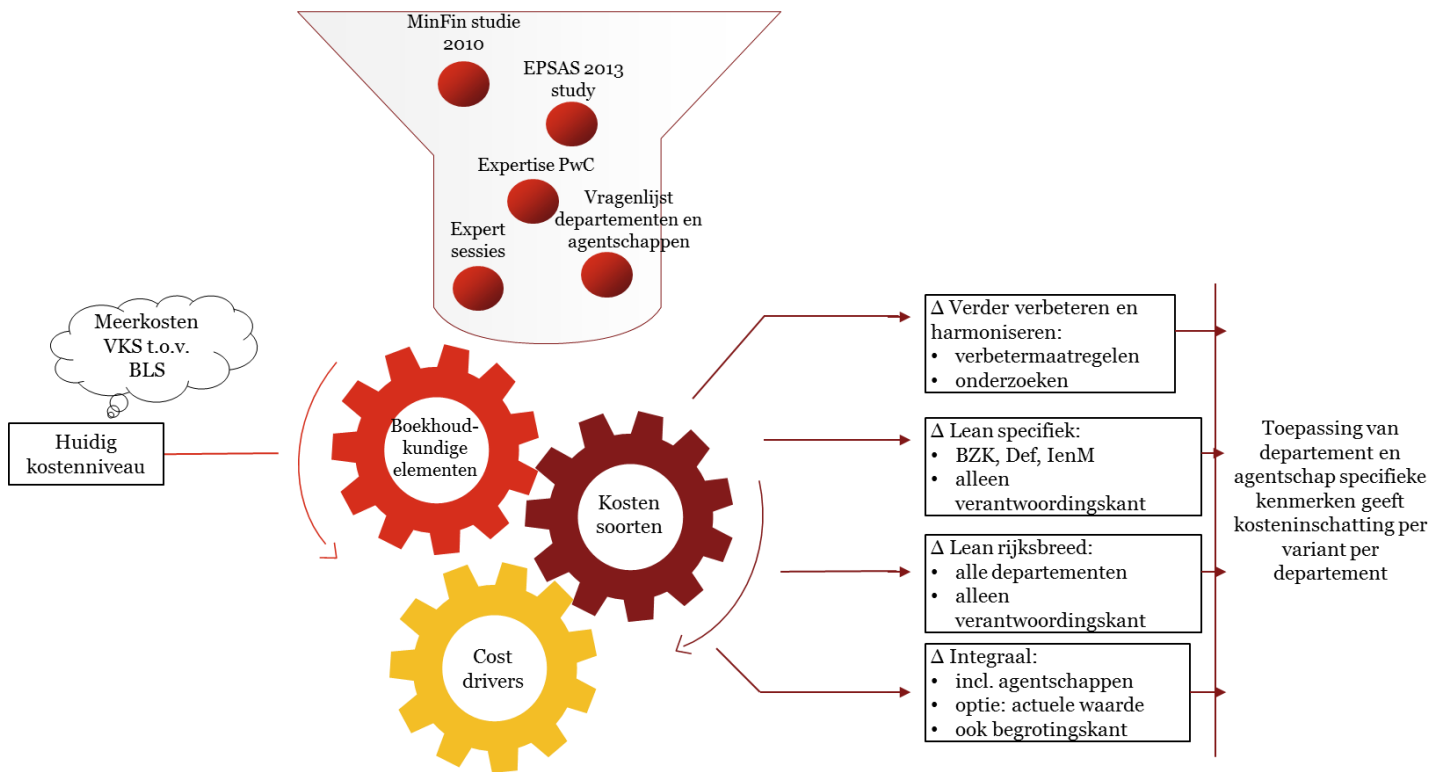 MinFin studie
2010
EPSAS 2013
study
Expertise PwC
Vragenlijst
departementen en
agentschappen
Expert
sessies
Meerkosten
VKS t.o.v.
BLS
Huidig
kostenniveau
Boekhoud-
kundige
elementen
Kosten
soorten
Cost
drivers
Δ Verder verbeteren en
harmoniseren:
• verbetermaatregelen
• onderzoeken
Δ Lean specifiek:
• BZK, Def, IenM
• alleen
verantwoordingskant
Δ Lean rijksbreed:
• alle departementen
• alleen
verantwoordingskant
Δ Integraal:
• incl. agentschappen
• optie: actuele waarde
• ook begrotingskant
Toepassing van
departement en
agentschap specifieke
kenmerken geeft
kosteninschatting per
variant per
departement